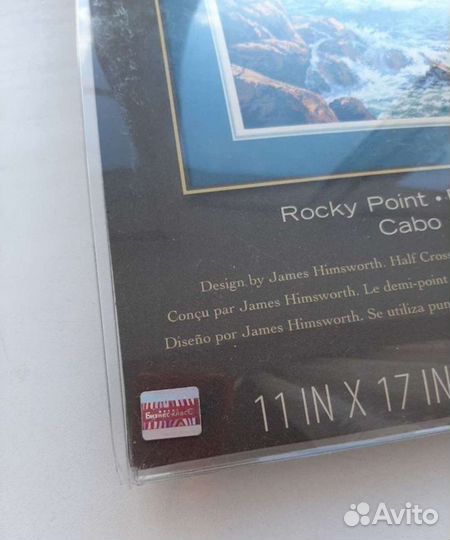 Rocky Point •
Cabo
Design by James Himsworth. Half Cross
Conçu par James Himsworth. Le demi-point
Diseño por James Himsworth. Se utiliza pun
11 IN X 17 IN
Avito